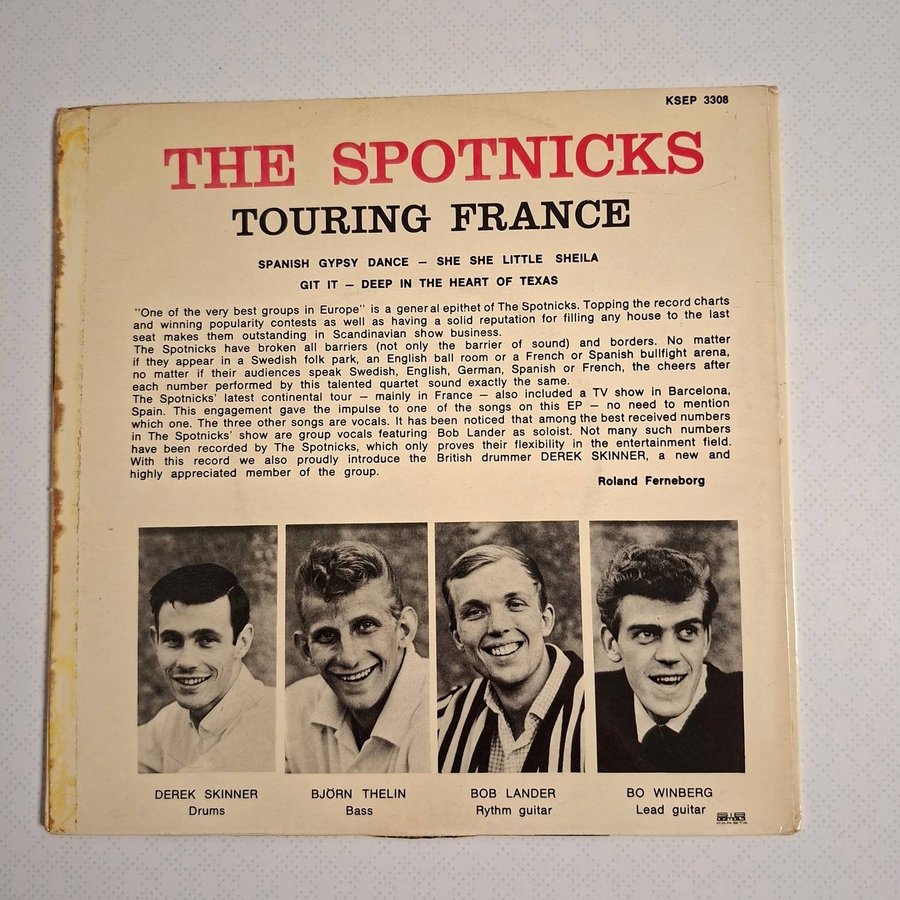 KSEP 3308
THE SPOTNICKS
TOURING FRANCE
SPANISH GYPSY DANCE — SHE SHE LITTLE SHEILA
GIT IT — DEEP IN THE HEART OF TEXAS
"One of the very best groups in Europe" is a general epithet of The Spotnicks. Topping the record charts
and winning popularity contests as well as having a solid reputation for filling any house to the last
seat makes them outstanding in Scandinavian show business.
The Spotnicks have broken all barriers (not only the barrier of sound) and borders. No matter
if they appear in a Swedish folk park, an English ball room or a French or Spanish bullfight arena,
no matter if their audiences speak Swedish, English, German, Spanish or French, the cheers after
each number performed by this talented quartet sound exactly the same.
The Spotnicks' latest continental tour — mainly in France — also included a TV show in Barcelona,
Spain. This engagement gave the impulse to one of the songs on this EP — no need to mention
which one. The three other songs are vocals. It has been noticed that among the best received numbers
in The Spotnicks' show are group vocals featuring Bob Lander as soloist. Not many such numbers
have been recorded by The Spotnicks, which only proves their flexibility in the entertainment field.
With this record we also proudly introduce the British drummer DEREK SKINNER, a new and
highly appreciated member of the group.
Roland Ferneborg
DEREK SKINNER
Drums
BJÖRN THELIN
Bass
BOB LANDER
Rythm guitar
BO WINBERG
Lead guitar